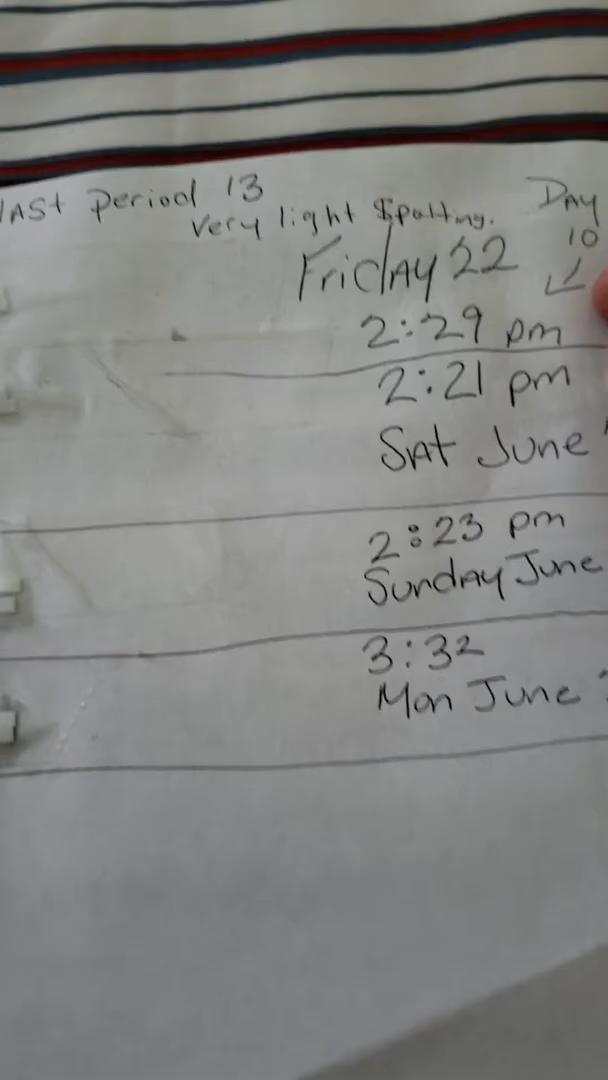 last period 13
very light Spatting.
DAY
10
FridAy 22
2:29 pm
2:21 pm
SAt June
2:23 pm
SundAy June
3:32
Mon June